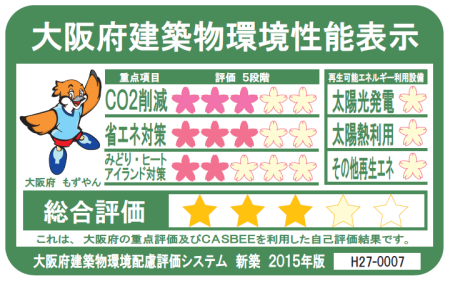 大阪府建築物環境性能表示
重点項目 評価 5段階
CO2削減
省エネ対策
みどり・ヒート
アイランド対策
再生可能エネルギー利用設備
太陽光発電
太陽熱利用
その他再生エネ
大阪府 もずやん
総合評価
これは、大阪府の重点評価及びCASBEEを利用した自己評価結果です。
大阪府建築物環境配慮評価システム 新築 2015年版 H27-0007